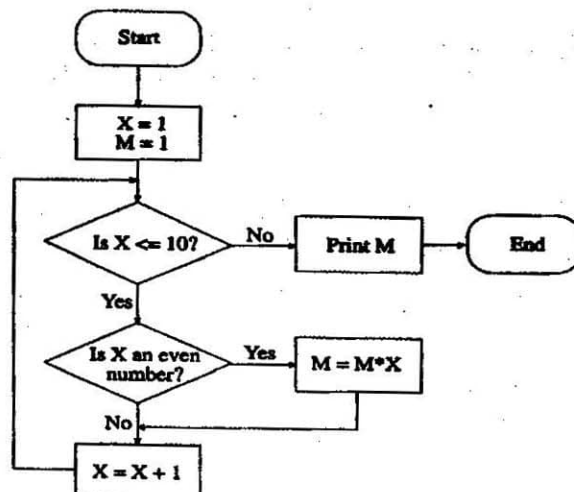 Start
X = 1
M = 1
Is X <= 10?
No
Print M
End
Yes
Is X an even
number?
Yes
M = M*X
No
X = X + 1